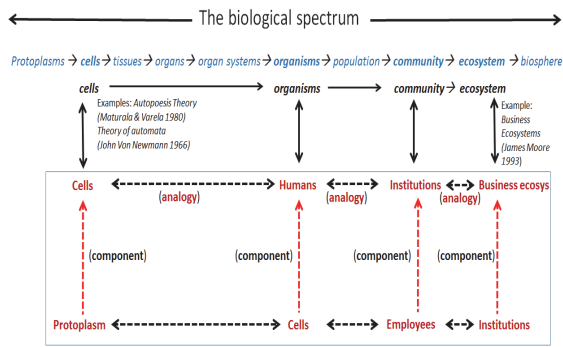 The biological spectrum
Protoplasms → cells → tissues → organs → organ systems → organisms → population → community → ecosystem → biosphere
cells → organisms → community → ecosystem
Examples: Autopoesis Theory
(Maturala & Varela 1980)
Theory of automata
(John Von Newmann 1966)
Example:
Business
Ecosystems
(James Moore
1993)
Cells Humans Institutions Business ecosys
(analogy) (analogy) (analogy)
(component) (component) (component) (component)
Protoplasm Cells Employees Institutions